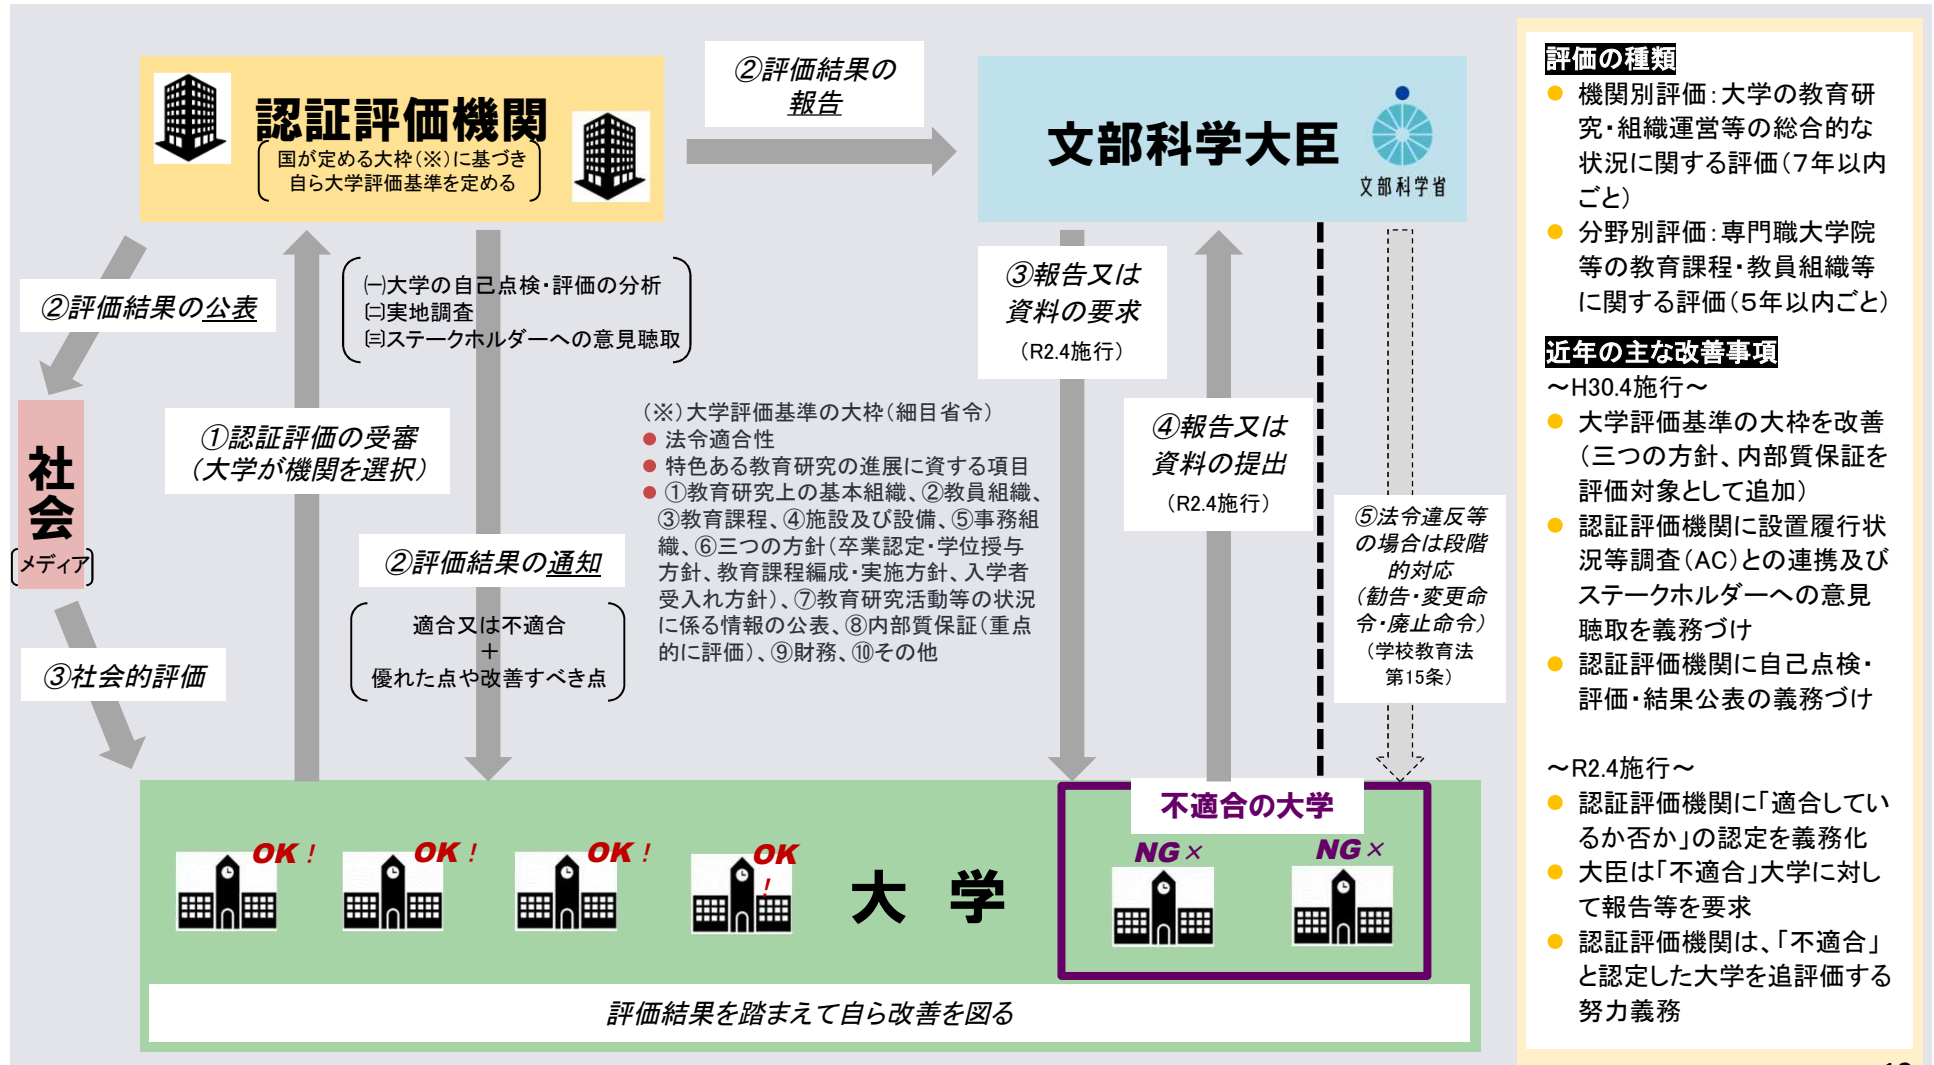 認証評価機関
国が定める大枠(※)に基づき
自ら大学評価基準を定める
②評価結果の
報告
文部科学大臣
文部科学省
②評価結果の公表
㈠大学の自己点検・評価の分析
㈡実地調査
㈢ステークホルダーへの意見聴取
③報告又は
資料の要求
(R2.4施行)
①認証評価の受審
(大学が機関を選択)
④報告又は
資料の提出
(R2.4施行)
社会
(メディア)
②評価結果の通知
適合又は不適合
+
優れた点や改善すべき点
(※)大学評価基準の大枠(細目省令)
● 法令適合性
● 特色ある教育研究の進展に資する項目
● ①教育研究上の基本組織、②教員組織、
③教育課程、④施設及び設備、⑤事務組
織、⑥三つの方針(卒業認定・学位授与
方針、教育課程編成・実施方針、入学者
受入れ方針)、⑦教育研究活動等の状況
に係る情報の公表、⑧内部質保証(重点
的に評価)、⑨財務、⑩その他
⑤法令違反等
の場合は段階
的対応
(勧告・変更命
令・廃止命令)
(学校教育法
第15条)
③社会的評価
不適合の大学
OK!
OK!
OK!
OK
!
大学
NG×
NG×
評価結果を踏まえて自ら改善を図る
評価の種類
● 機関別評価:大学の教育研
究・組織運営等の総合的な
状況に関する評価(7年以内
ごと)
● 分野別評価:専門職大学院
等の教育課程・教員組織等
に関する評価(5年以内ごと)
近年の主な改善事項
~H30.4施行~
● 大学評価基準の大枠を改善
(三つの方針、内部質保証を
評価対象として追加)
● 認証評価機関に設置履行状
況等調査(AC)との連携及び
ステークホルダーへの意見
聴取を義務づけ
● 認証評価機関に自己点検・
評価・結果公表の義務づけ
~R2.4施行~
● 認証評価機関に「適合してい
るか否か」の認定を義務化
● 大臣は「不適合」大学に対し
て報告等を要求
● 認証評価機関は、「不適合」
と認定した大学を追評価する
努力義務